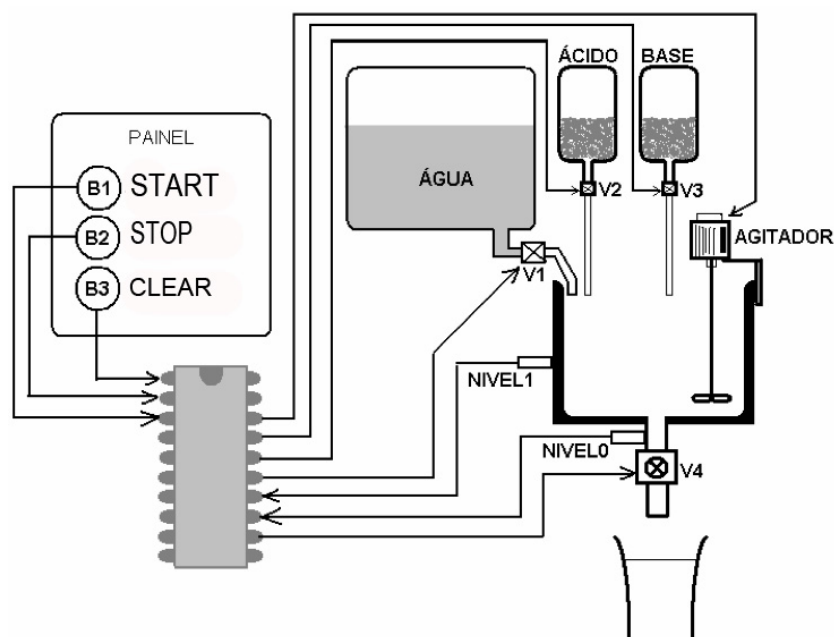 ÁCIDO BASE
PAINEL
B1 START
B2 STOP
B3 CLEAR
ÁGUA
V2 V3
AGITADOR
V1
NIVEL1
NIVEL0
V4